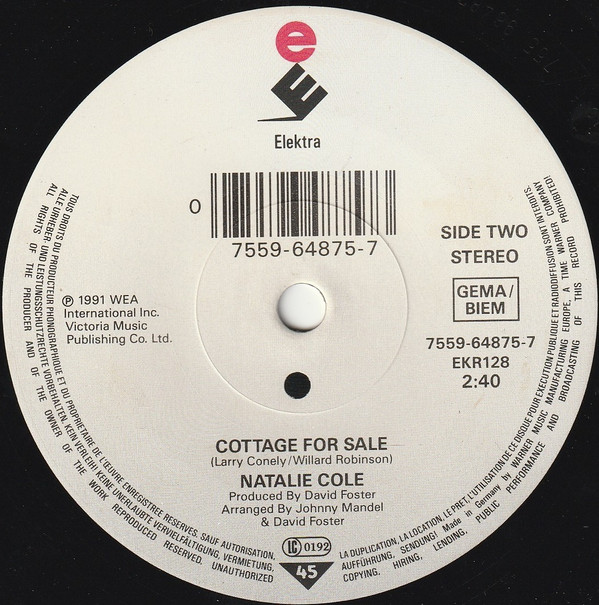 e
E
Elektra
0
7559-64875-7
SIDE TWO
STEREO
GEMA/
BIEM
7559-64875-7
EKR128
2:40
℗ 1991 WEA
International Inc.
Victoria Music
Publishing Co. Ltd.
COTTAGE FOR SALE
(Larry Conely/Willard Robinson)
NATALIE COLE
Produced By David Foster
Arranged By Johnny Mandel
& David Foster
LC 0192
45
TOUS DROITS DU PRODUCTEUR PHONOGRAPHIQUE ET DU PROPRIETAIRE DE L'ŒUVRE ENREGISTREE RESERVES. SAUF AUTORISATION,
LA DUPLICATION, LA LOCATION, LE PRET, L'UTILISATION DE CE DISQUE POUR EXECUTION PUBLIQUE ET RADIODIFFUSION SONT INTERDITS.
ALLE URHEBER- UND LEISTUNGSSCHUTZRECHTE VORBEHALTEN. KEIN VERLEIH! KEINE UNERLAUBTE VERVIELFÄLTIGUNG, VERMIETUNG,
AUFFÜHRUNG, SENDUNG! Made in Germany by WARNER MUSIC MANUFACTURING EUROPE, A TIME WARNER COMPANY
ALL RIGHTS OF THE PRODUCER AND OF THE OWNER OF THE WORK REPRODUCED RESERVED. UNAUTHORIZED
COPYING, HIRING, LENDING, PUBLIC PERFORMANCE AND BROADCASTING OF THIS RECORD PROHIBITED!